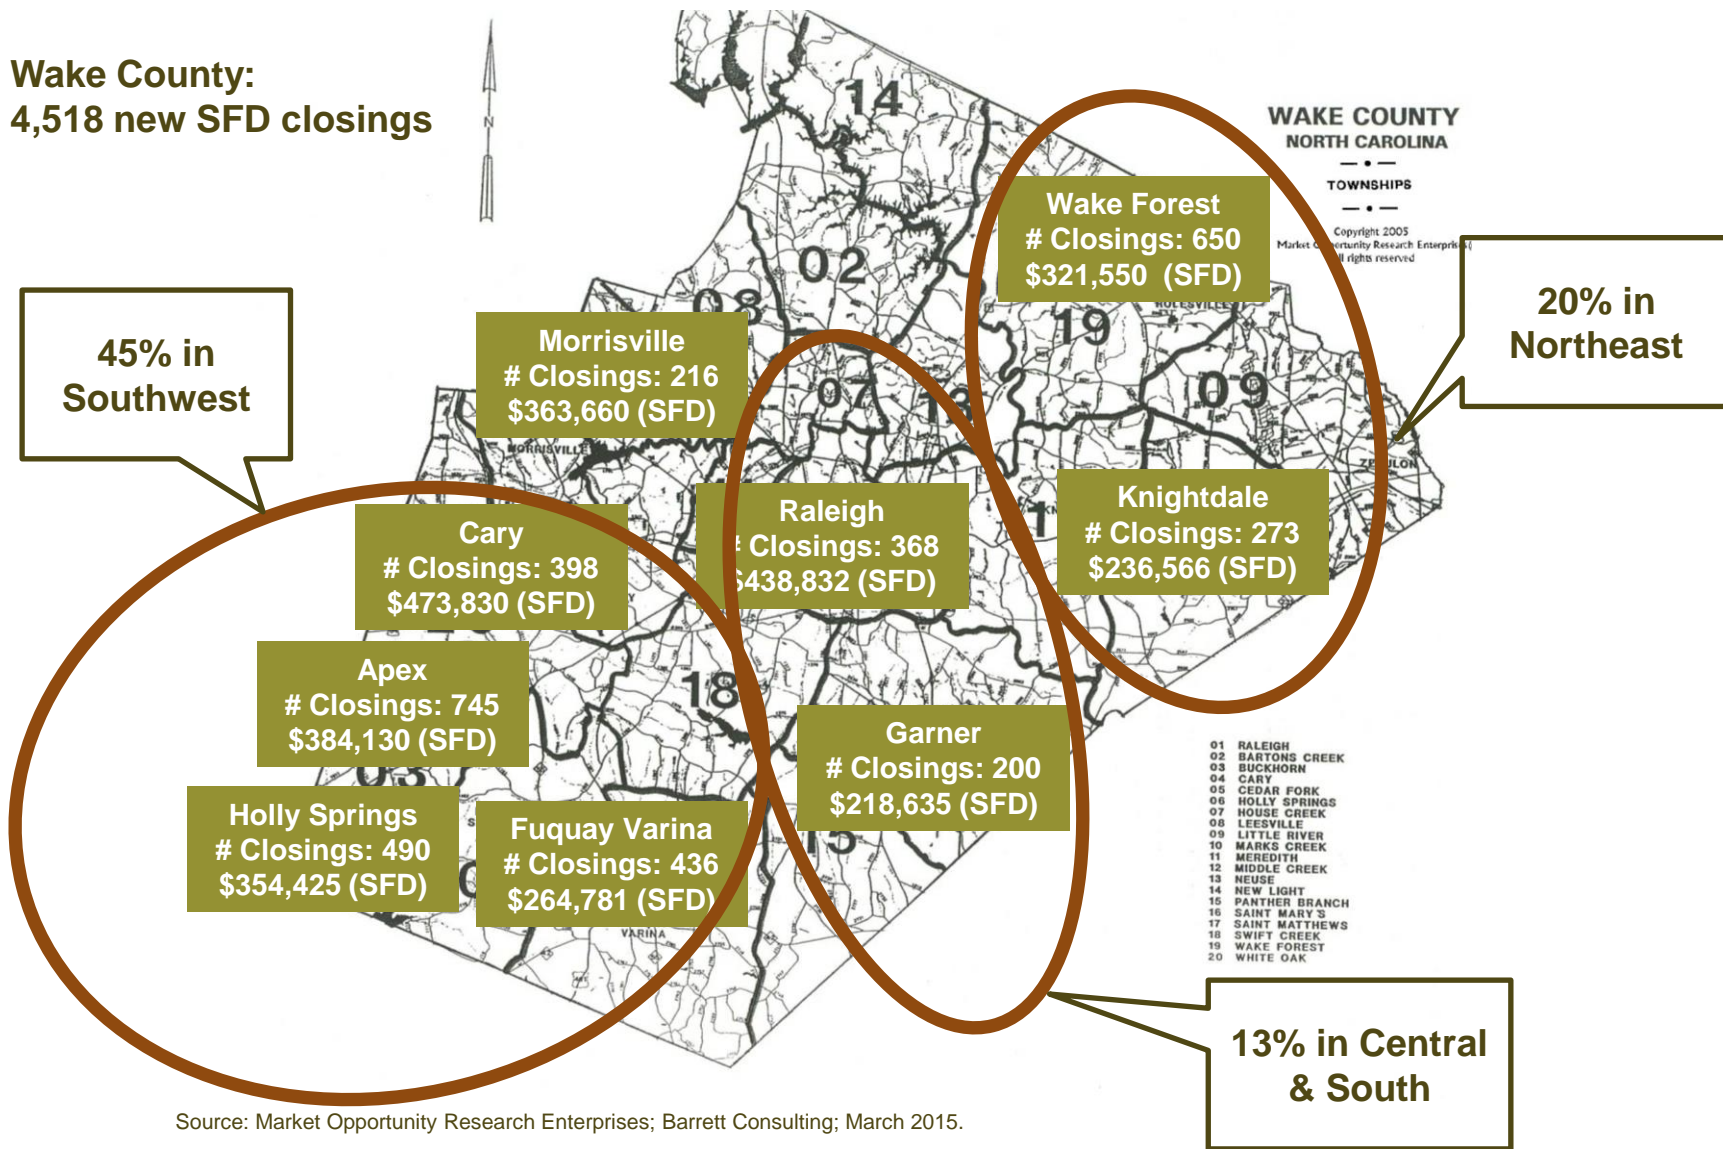 Wake County:
4,518 new SFD closings
N
14
WAKE COUNTY
NORTH CAROLINA
TOWNSHIPS
Copyright 2005
Wake Forest
# Closings: 650
$321,550 (SFD)
02
08
19
20% in
Northeast
45% in
Southwest
Morrisville
# Closings: 216
$363,660 (SFD)
07
13
09
MORRISVILLE
Cary
# Closings: 398
$473,830 (SFD)
Raleigh
# Closings: 368
$438,832 (SFD)
Knightdale
# Closings: 273
$236,566 (SFD)
Apex
# Closings: 745
$384,130 (SFD)
18
Garner
# Closings: 200
$218,635 (SFD)
03
Holly Springs
# Closings: 490
$354,425 (SFD)
Fuquay Varina
# Closings: 436
$264,781 (SFD)
15
VARINA
01 RALEIGH
02 BARTONS CREEK
03 BUCKHORN
04 CARY
05 CEDAR FORK
06 HOLLY SPRINGS
07 HOUSE CREEK
08 LEESVILLE
09 LITTLE RIVER
10 MARKS CREEK
11 MEREDITH
12 MIDDLE CREEK
13 NEUSE
14 NEW LIGHT
15 PANTHER BRANCH
16 SAINT MARY'S
17 SAINT MATTHEWS
18 SWIFT CREEK
19 WAKE FOREST
20 WHITE OAK
13% in Central
& South
Source: Market Opportunity Research Enterprises; Barrett Consulting; March 2015.